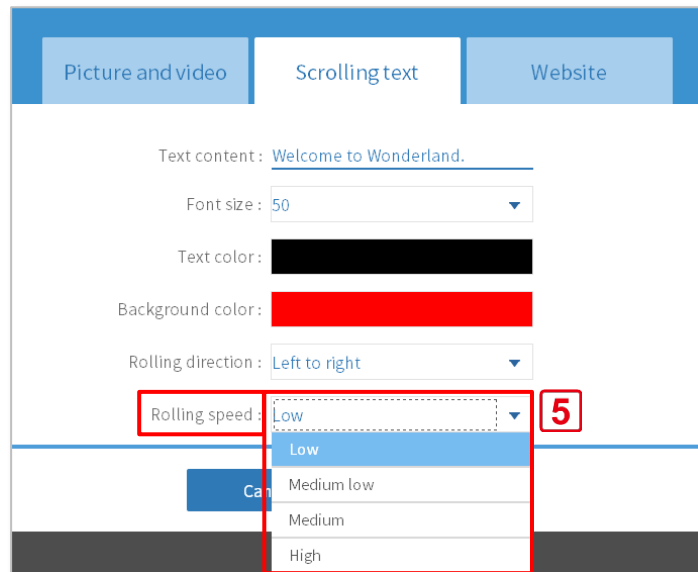 Picture and video Scrolling text Website
Text content : Welcome to Wonderland.
Font size : 50
Text color :
Background color :
Rolling direction : Left to right
Rolling speed : Low
5
Low
Medium low
Can
Medium
High